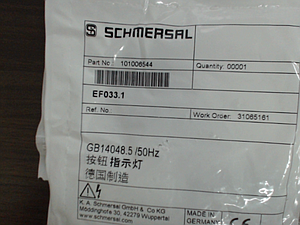 SCHMERSAL
Part No: 101006544 Quantity: 00001
EF033.1
Ref. No.: Work Order: 31065161
GB14048.5 /50Hz
按钮 指示灯
德国制造
K. A. Schmersal GmbH & Co KG
Möddinghofe 30, 42279 Wuppertal
www.schmersal.com
MADE IN
GERMANY CE